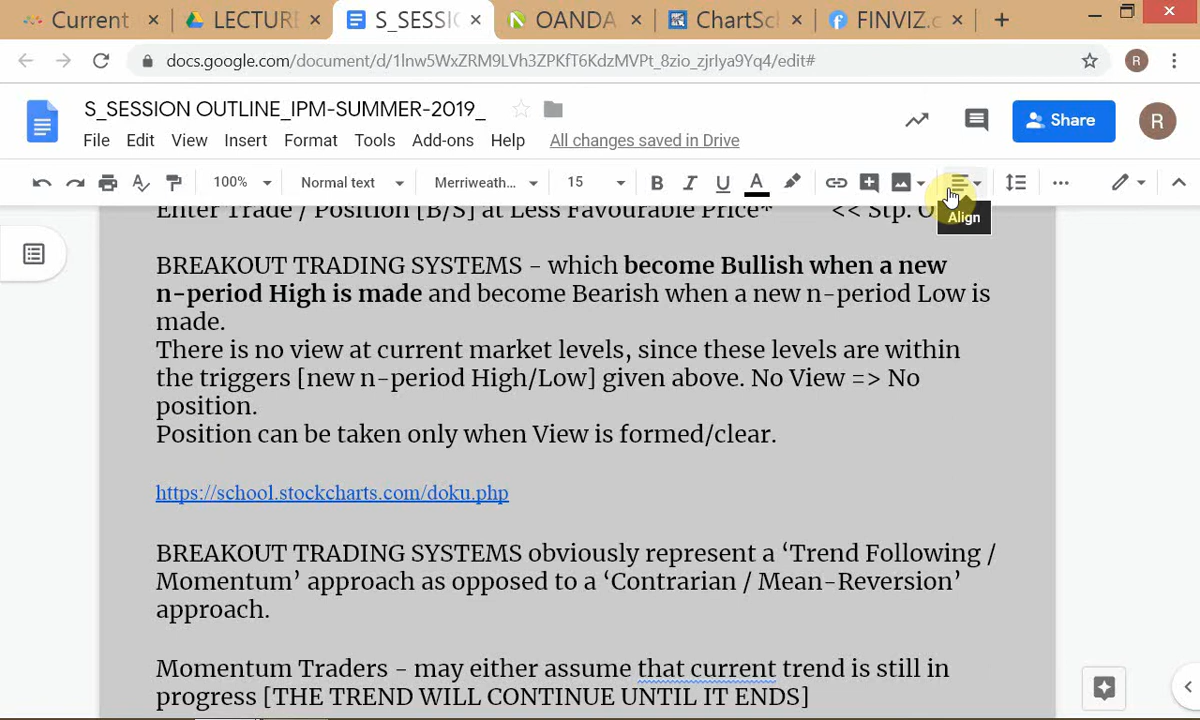 Current
LECTURE
S_SESSIO
OANDA
ChartSch
FINVIZ.c
docs.google.com/document/d/1lnw5WxZRM9LVh3ZPKfT6KdzMVPt_8zio_zjrIya9Yq4/edit#
R
S_SESSION OUTLINE_IPM-SUMMER-2019_
Share
R
File Edit View Insert Format Tools Add-ons Help All changes saved in Drive
100% Normal text Merriweath... 15 B I U A
Align
Enter Trade / Position [B/S] at Less Favourable Price* << Stp. O
BREAKOUT TRADING SYSTEMS - which become Bullish when a new
n-period High is made and become Bearish when a new n-period Low is
made.
There is no view at current market levels, since these levels are within
the triggers [new n-period High/Low] given above. No View => No
position.
Position can be taken only when View is formed/clear.
https://school.stockcharts.com/doku.php
BREAKOUT TRADING SYSTEMS obviously represent a ‘Trend Following /
Momentum’ approach as opposed to a ‘Contrarian / Mean-Reversion’
approach.
Momentum Traders - may either assume that current trend is still in
progress [THE TREND WILL CONTINUE UNTIL IT ENDS]